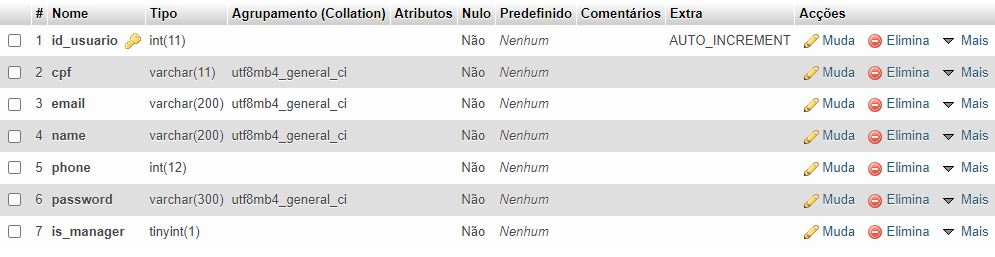 # Nome Tipo Agrupamento (Collation) Atributos Nulo Predefinido Comentários Extra Acções
1 id_usuario int(11) Não Nenhum AUTO_INCREMENT Muda Elimina Mais
2 cpf varchar(11) utf8mb4_general_ci Não Nenhum Muda Elimina Mais
3 email varchar(200) utf8mb4_general_ci Não Nenhum Muda Elimina Mais
4 name varchar(200) utf8mb4_general_ci Não Nenhum Muda Elimina Mais
5 phone int(12) Não Nenhum Muda Elimina Mais
6 password varchar(300) utf8mb4_general_ci Não Nenhum Muda Elimina Mais
7 is_manager tinyint(1) Não Nenhum Muda Elimina Mais